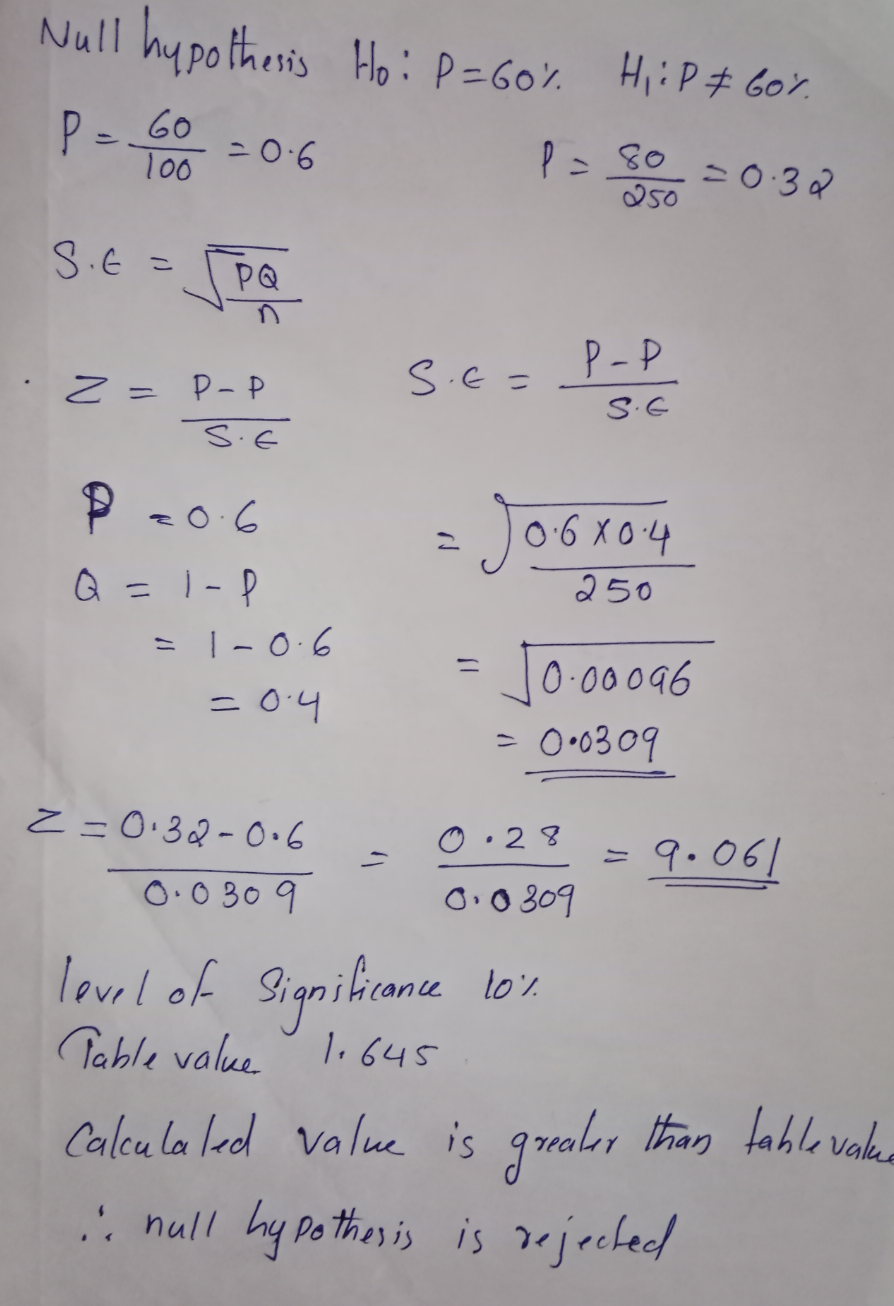 Null hypothesis H₀: P=60% H₁: P ≠ 60%
P = 60/100 = 0.6 P = 80/250 = 0.32
S.E = √PQ/n
Z = P-P/S.E S.E = P-P/S.E
P = 0.6 = √0.6 X 0.4/250
Q = 1 - P
= 1 - 0.6 = √0.00096
= 0.4
= 0.0309
Z = 0.32-0.6/0.0309 = 0.28/0.0309 = 9.061
level of Significance 10%
Table value 1.645
Calculated value is greater than table value
∴ null hypothesis is rejected